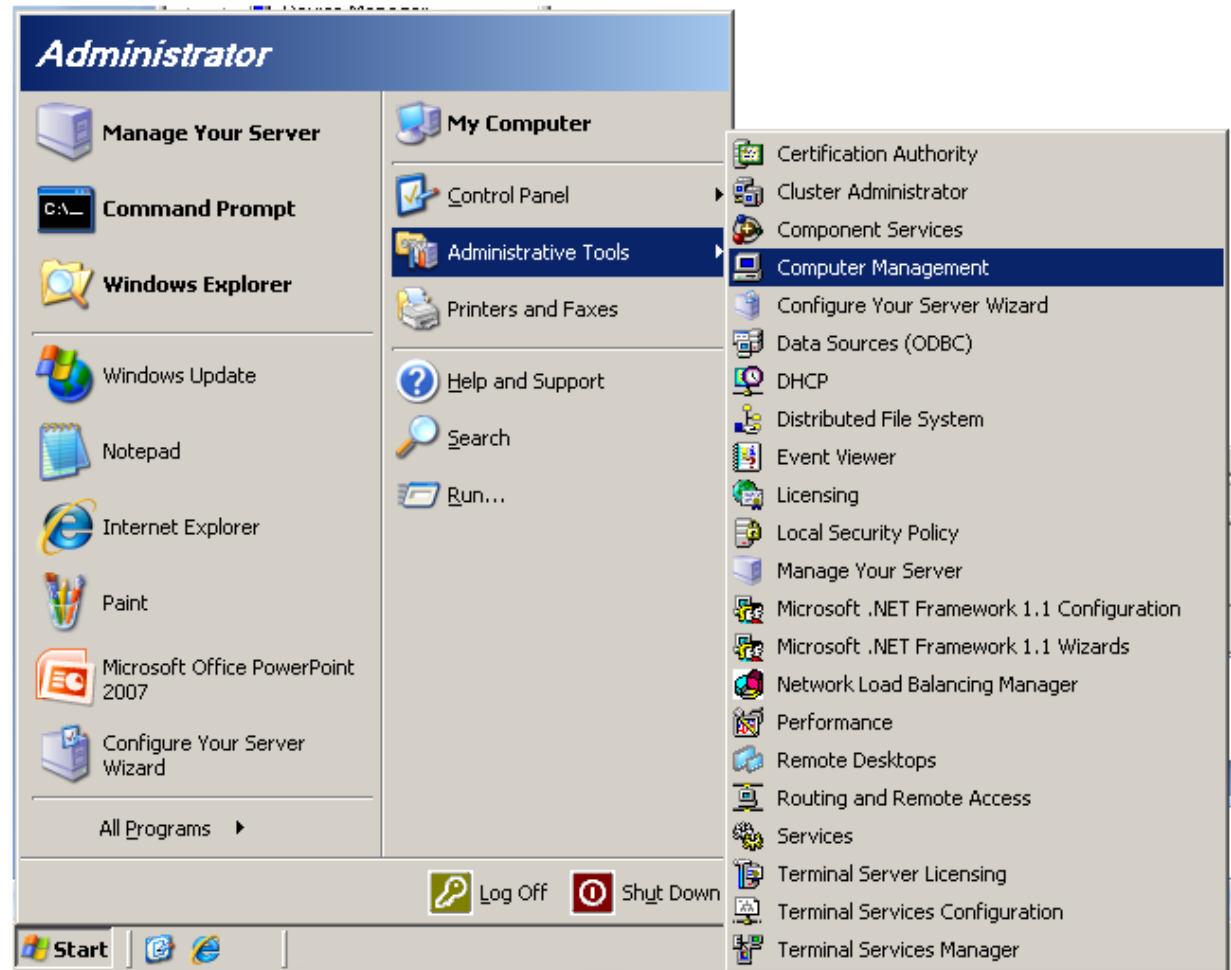 Administrator
Manage Your Server
C:\_
Command Prompt
Windows Explorer
Windows Update
Notepad
Internet Explorer
Paint
Microsoft Office PowerPoint
2007
Configure Your Server
Wizard
All Programs
My Computer
Control Panel
Administrative Tools
Printers and Faxes
Help and Support
Search
Run...
Log Off
Shut Down
Start
Certification Authority
Cluster Administrator
Component Services
Computer Management
Configure Your Server Wizard
Data Sources (ODBC)
DHCP
Distributed File System
Event Viewer
Licensing
Local Security Policy
Manage Your Server
Microsoft .NET Framework 1.1 Configuration
Microsoft .NET Framework 1.1 Wizards
Network Load Balancing Manager
Performance
Remote Desktops
Routing and Remote Access
Services
Terminal Server Licensing
Terminal Services Configuration
Terminal Services Manager